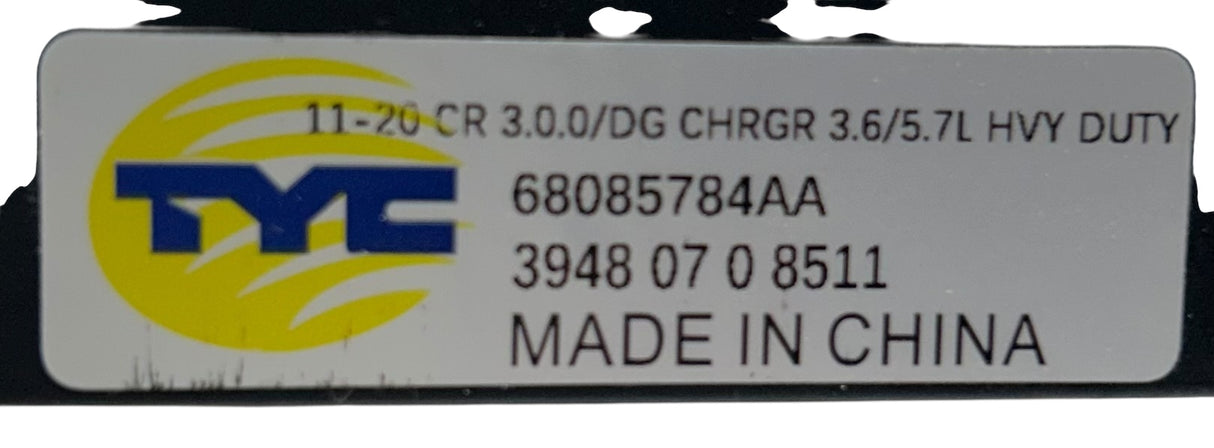 11-20 CR 3.0.0/DG CHRGR 3.6/5.7L HVY DUTY
TYC
68085784AA
3948 07 0 8511
MADE IN CHINA